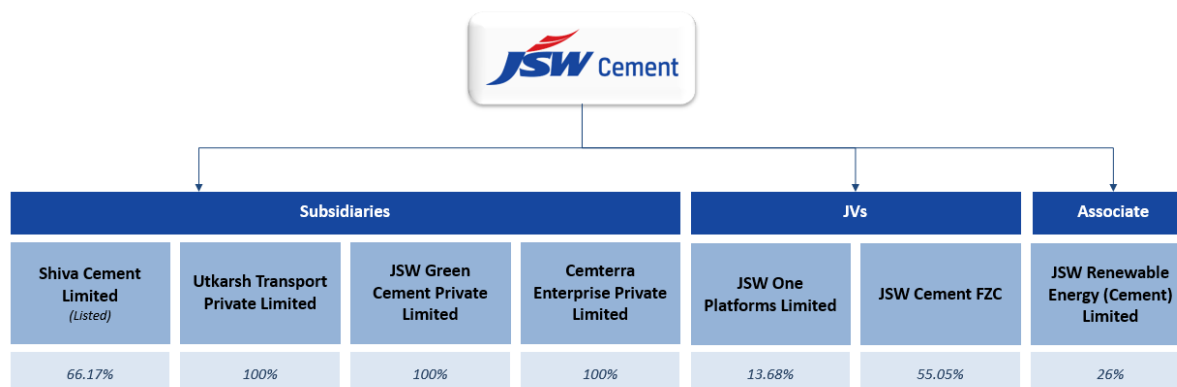 JSW Cement
Subsidiaries
JVs
Associate
Shiva Cement
Limited
(Listed)
Utkarsh Transport
Private Limited
JSW Green
Cement Private
Limited
Cemterra
Enterprise Private
Limited
JSW One
Platforms Limited
JSW Cement FZC
JSW Renewable
Energy (Cement)
Limited
66.17%
100%
100%
100%
13.68%
55.05%
26%